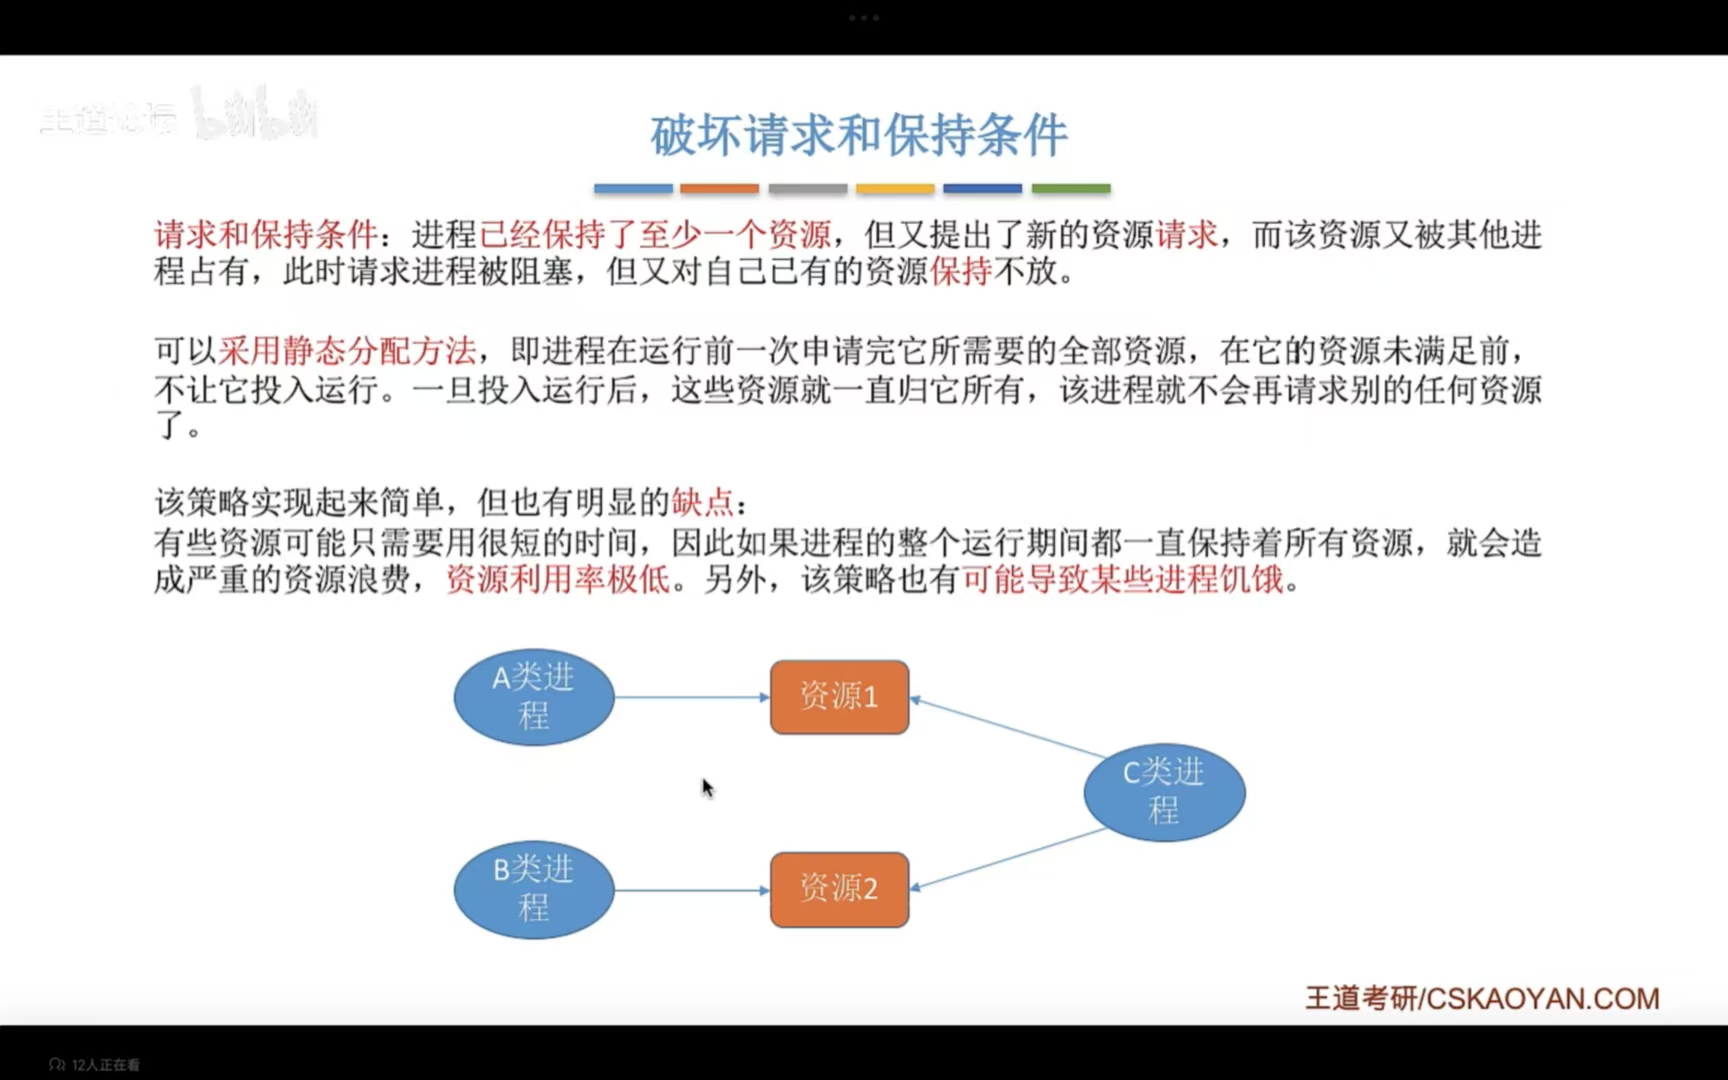 王道论坛 bilibili
破坏请求和保持条件
请求和保持条件：进程已经保持了至少一个资源，但又提出了新的资源请求，而该资源又被其他进
程占有，此时请求进程被阻塞，但又对自己已有的资源保持不放。
可以采用静态分配方法，即进程在运行前一次申请完它所需要的全部资源，在它的资源未满足前，
不让它投入运行。一旦投入运行后，这些资源就一直归它所有，该进程就不会再请求别的任何资源
了。
该策略实现起来简单，但也有明显的缺点：
有些资源可能只需要用很短的时间，因此如果进程的整个运行期间都一直保持着所有资源，就会造
成严重的资源浪费，资源利用率极低。另外，该策略也有可能导致某些进程饥饿。
A类进
程
资源1
C类进
程
B类进
程
资源2
王道考研/CSKAOYAN.COM
12人正在看